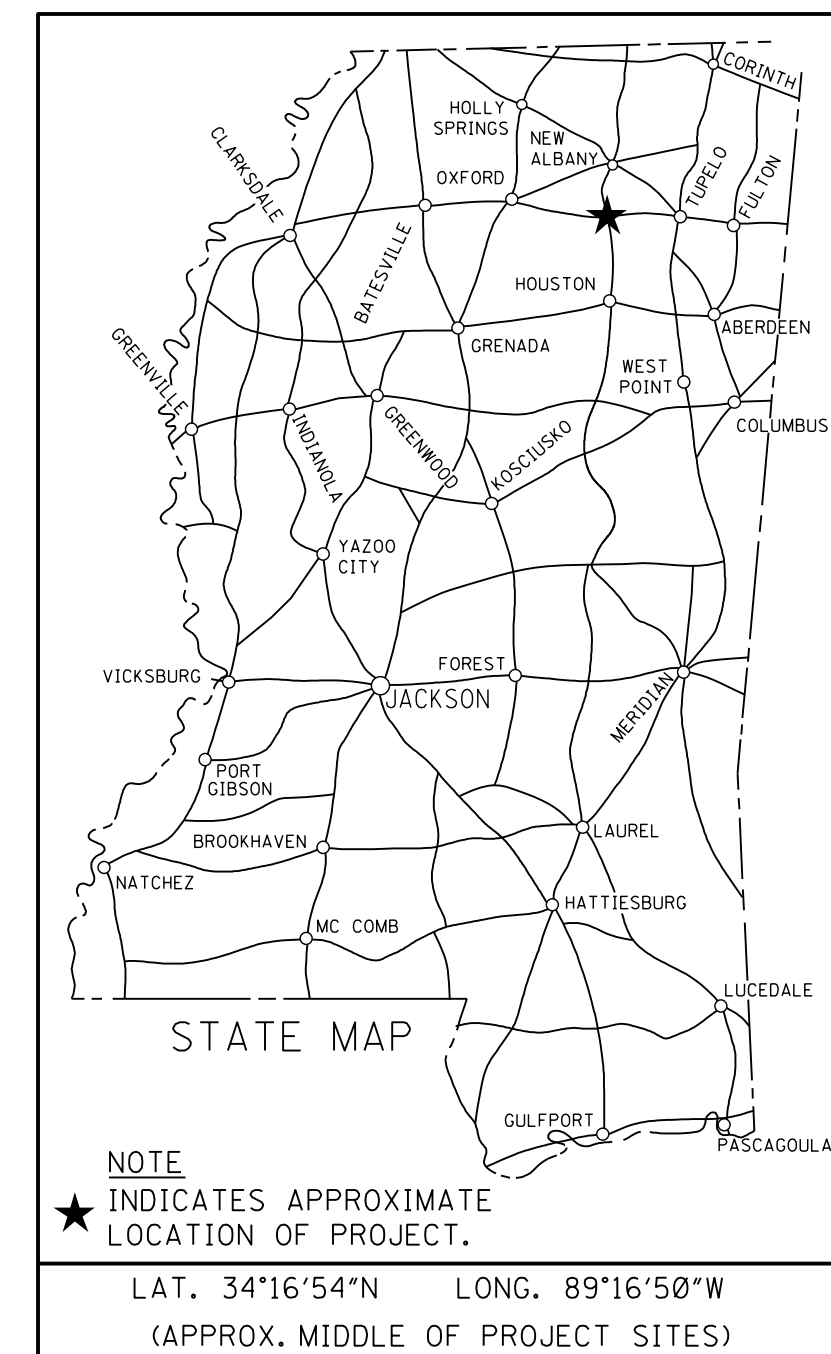 CORINTH
HOLLY
SPRINGS
NEW
ALBANY
CLARKSDALE
OXFORD
TUPELO
FULTON
BATESVILLE
HOUSTON
ABERDEEN
GRENADA
GREENVILLE
WEST
POINT
COLUMBUS
INDIANOLA
GREENWOOD
KOSCIUSKO
YAZOO
CITY
VICKSBURG
FOREST
JACKSON
MERIDIAN
PORT
GIBSON
BROOKHAVEN
LAUREL
NATCHEZ
HATTIESBURG
MC COMB
LUCEDALE
STATE MAP
GULFPORT
PASCAGOULA
NOTE
INDICATES APPROXIMATE
LOCATION OF PROJECT.
LAT. 34°16'54"N LONG. 89°16'50"W
(APPROX. MIDDLE OF PROJECT SITES)